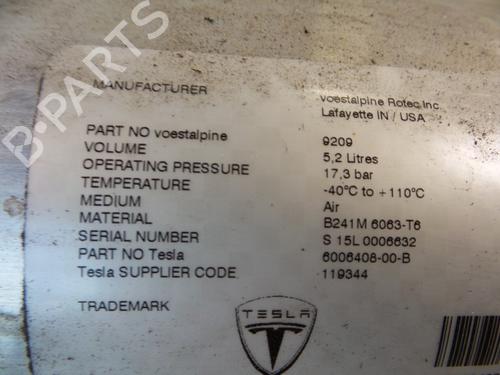 B-PARTS
MANUFACTURER voestalpine Rotec Inc.
Lafayette IN / USA
PART NO voestalpine 9209
VOLUME 5,2 Litres
OPERATING PRESSURE 17,3 bar
TEMPERATURE -40°C to +110°C
MEDIUM Air
MATERIAL B241M 6063-T6
SERIAL NUMBER S 15L 0006632
PART NO Tesla 6006408-00-B
Tesla SUPPLIER CODE 119344
TRADEMARK TESLA